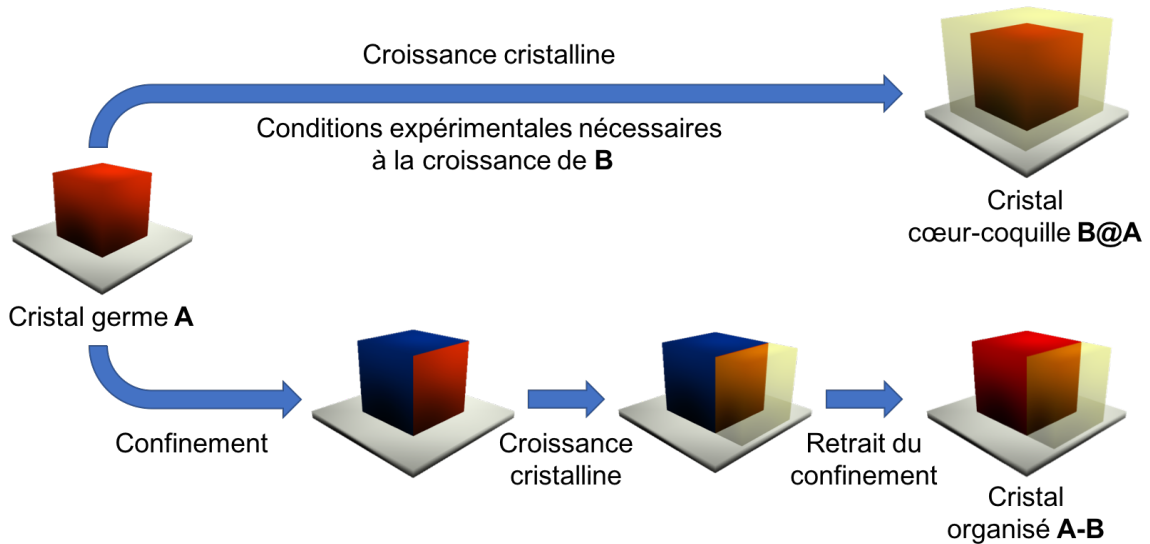 Croissance cristalline
Conditions expérimentales nécessaires
à la croissance de B
Cristal
cœur-coquille B@A
Cristal germe A
Confinement
Croissance
cristalline
Retrait du
confinement
Cristal
organisé A-B